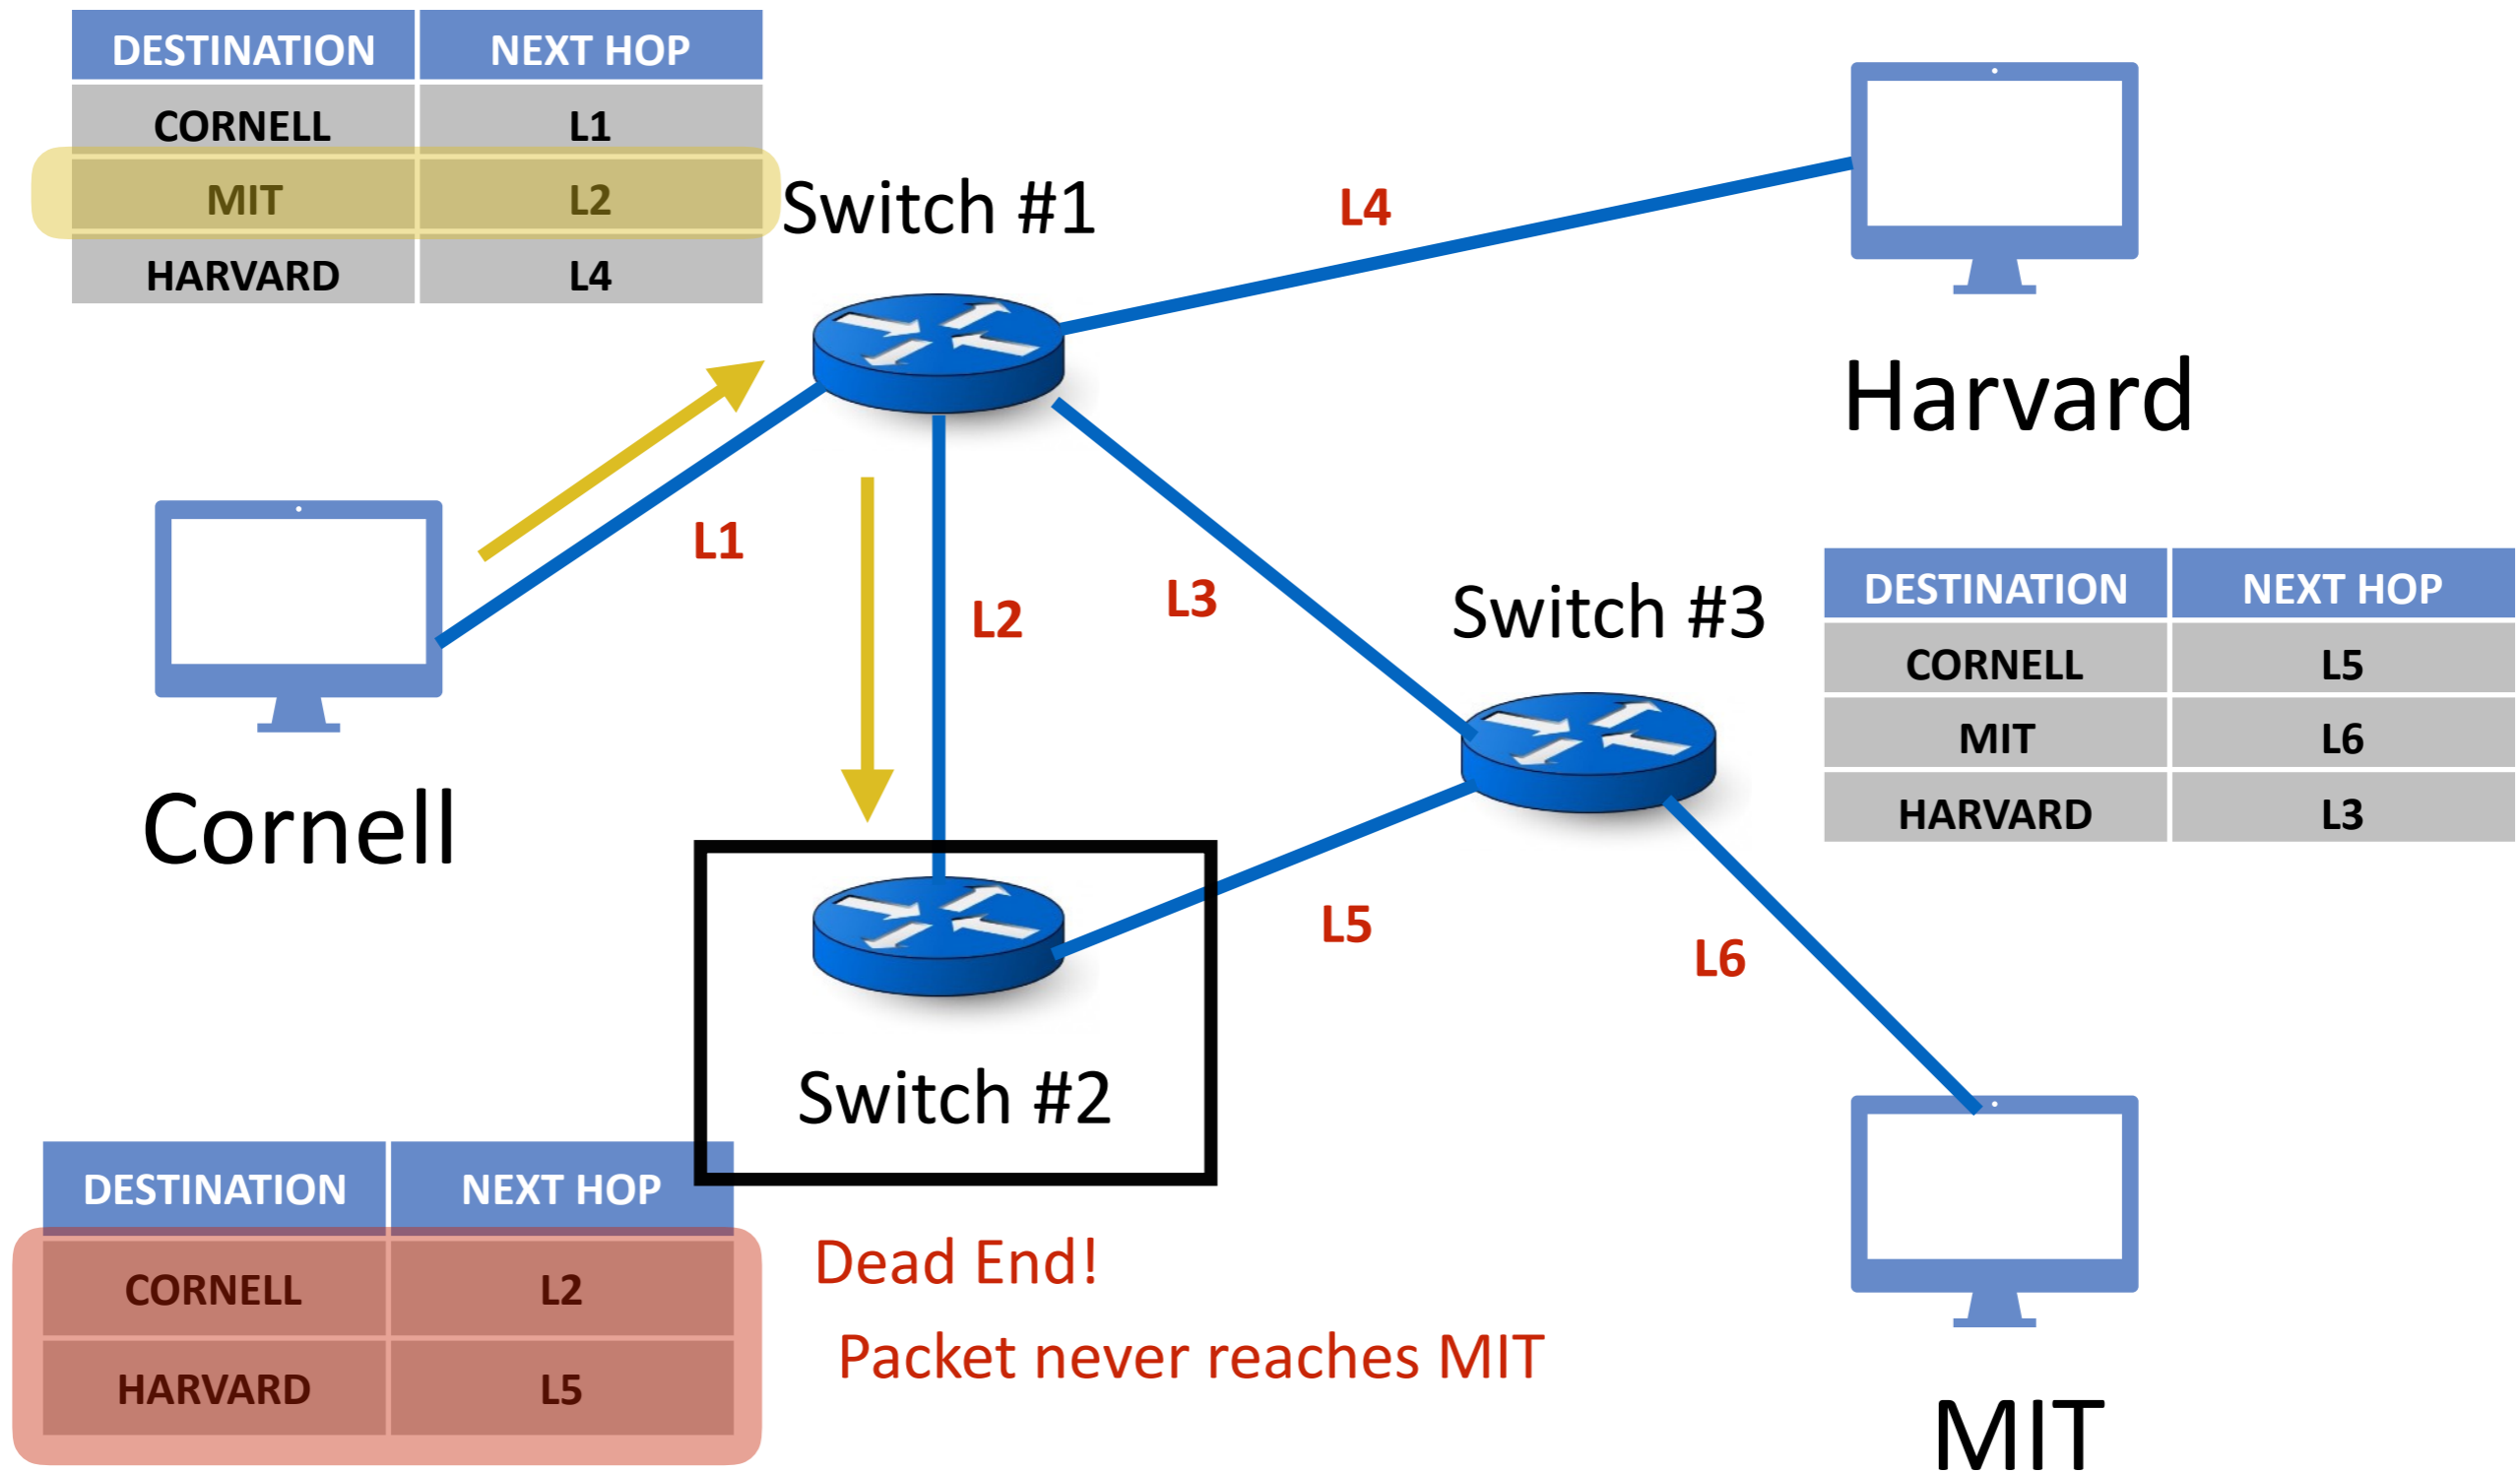 DESTINATION NEXT HOP
CORNELL L1
MIT L2
HARVARD L4
Switch #1
L4
Harvard
L1
L2
L3
Switch #3
DESTINATION NEXT HOP
CORNELL L5
MIT L6
HARVARD L3
Cornell
L5
L6
Switch #2
DESTINATION NEXT HOP
CORNELL L2
HARVARD L5
Dead End!
Packet never reaches MIT
MIT